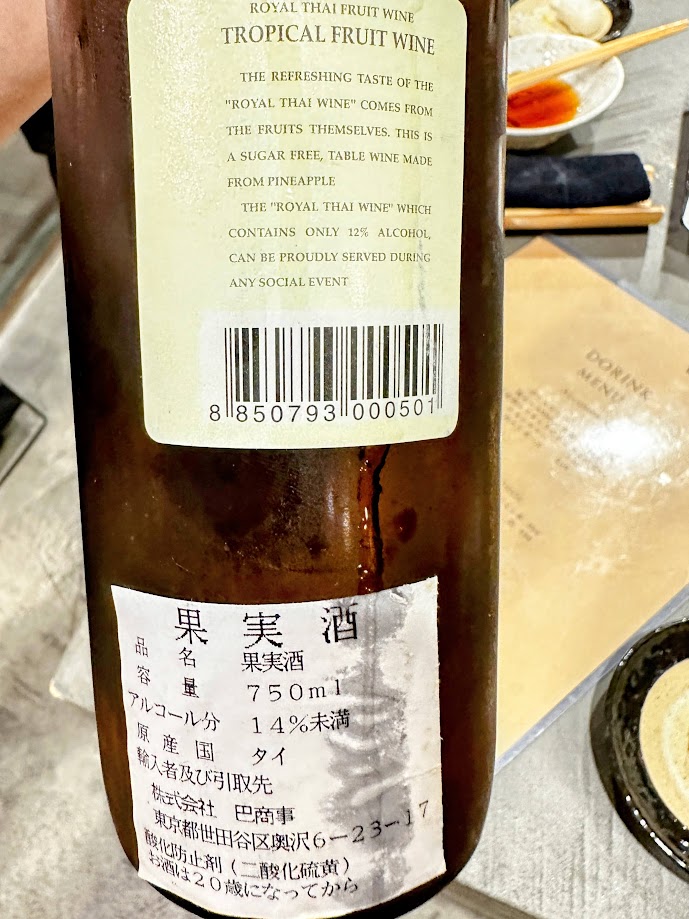 ROYAL THAI FRUIT WINE
TROPICAL FRUIT WINE
THE REFRESHING TASTE OF THE
"ROYAL THAI WINE" COMES FROM
THE FRUITS THEMSELVES. THIS IS
A SUGAR FREE, TABLE WINE MADE
FROM PINEAPPLE
THE "ROYAL THAI WINE" WHICH
CONTAINS ONLY 12% ALCOHOL,
CAN BE PROUDLY SERVED DURING
ANY SOCIAL EVENT
8 850793 000501
果実酒
品名 果実酒
容量 750ml
アルコール分 14%未満
原産国 タイ
輸入者及び引取先
株式会社 巴商事
東京都世田谷区奥沢6-23-17
酸化防止剤(二酸化硫黄)
お酒は20歳になってから
DORINK
MENU